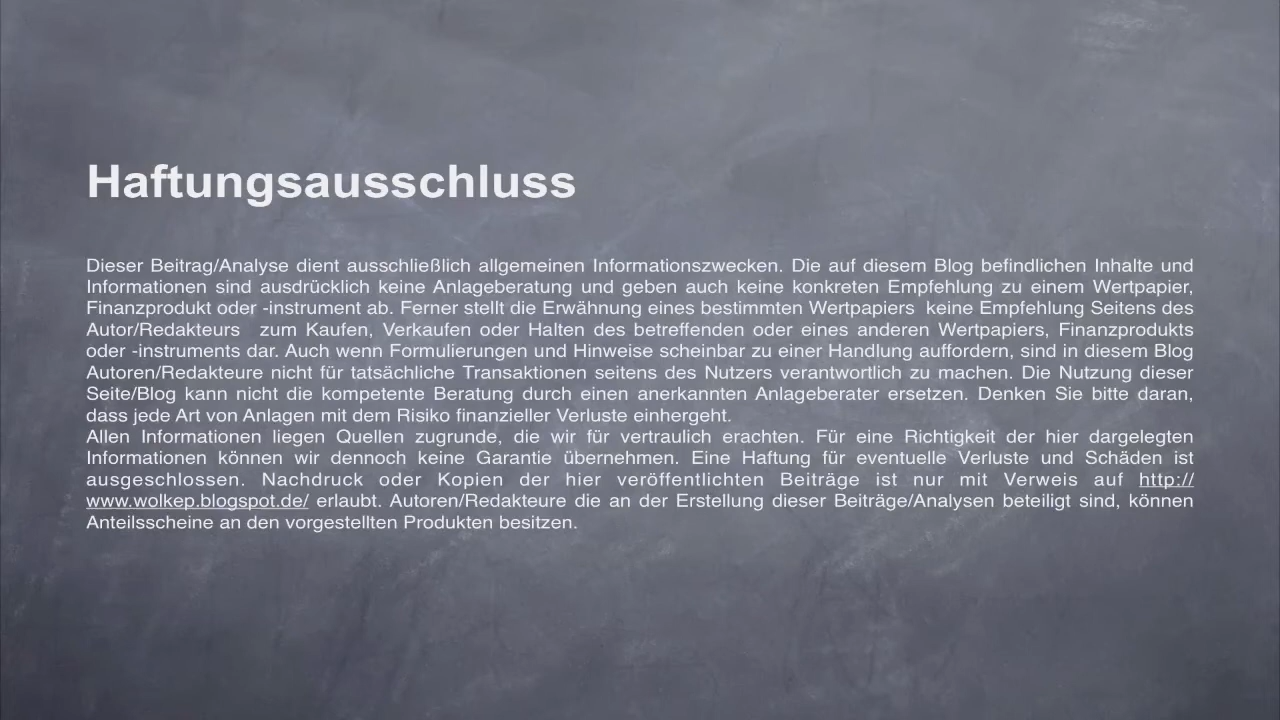 Haftungsausschluss
Dieser Beitrag/Analyse dient ausschließlich allgemeinen Informationszwecken. Die auf diesem Blog befindlichen Inhalte und
Informationen sind ausdrücklich keine Anlageberatung und geben auch keine konkreten Empfehlung zu einem Wertpapier,
Finanzprodukt oder -instrument ab. Ferner stellt die Erwähnung eines bestimmten Wertpapiers  keine Empfehlung Seitens des
Autor/Redakteurs  zum Kaufen, Verkaufen oder Halten des betreffenden oder eines anderen Wertpapiers, Finanzprodukts
oder -instruments dar. Auch wenn Formulierungen und Hinweise scheinbar zu einer Handlung auffordern, sind in diesem Blog
Autoren/Redakteure nicht für tatsächliche Transaktionen seitens des Nutzers verantwortlich zu machen. Die Nutzung dieser
Seite/Blog kann nicht die kompetente Beratung durch einen anerkannten Anlageberater ersetzen. Denken Sie bitte daran,
dass jede Art von Anlagen mit dem Risiko finanzieller Verluste einhergeht.
Allen Informationen liegen Quellen zugrunde, die wir für vertraulich erachten. Für eine Richtigkeit der hier dargelegten
Informationen können wir dennoch keine Garantie übernehmen. Eine Haftung für eventuelle Verluste und Schäden ist
ausgeschlossen. Nachdruck oder Kopien der hier veröffentlichten Beiträge ist nur mit Verweis auf http://
www.wolkep.blogspot.de/ erlaubt. Autoren/Redakteure die an der Erstellung dieser Beiträge/Analysen beteiligt sind, können
Anteilsscheine an den vorgestellten Produkten besitzen.